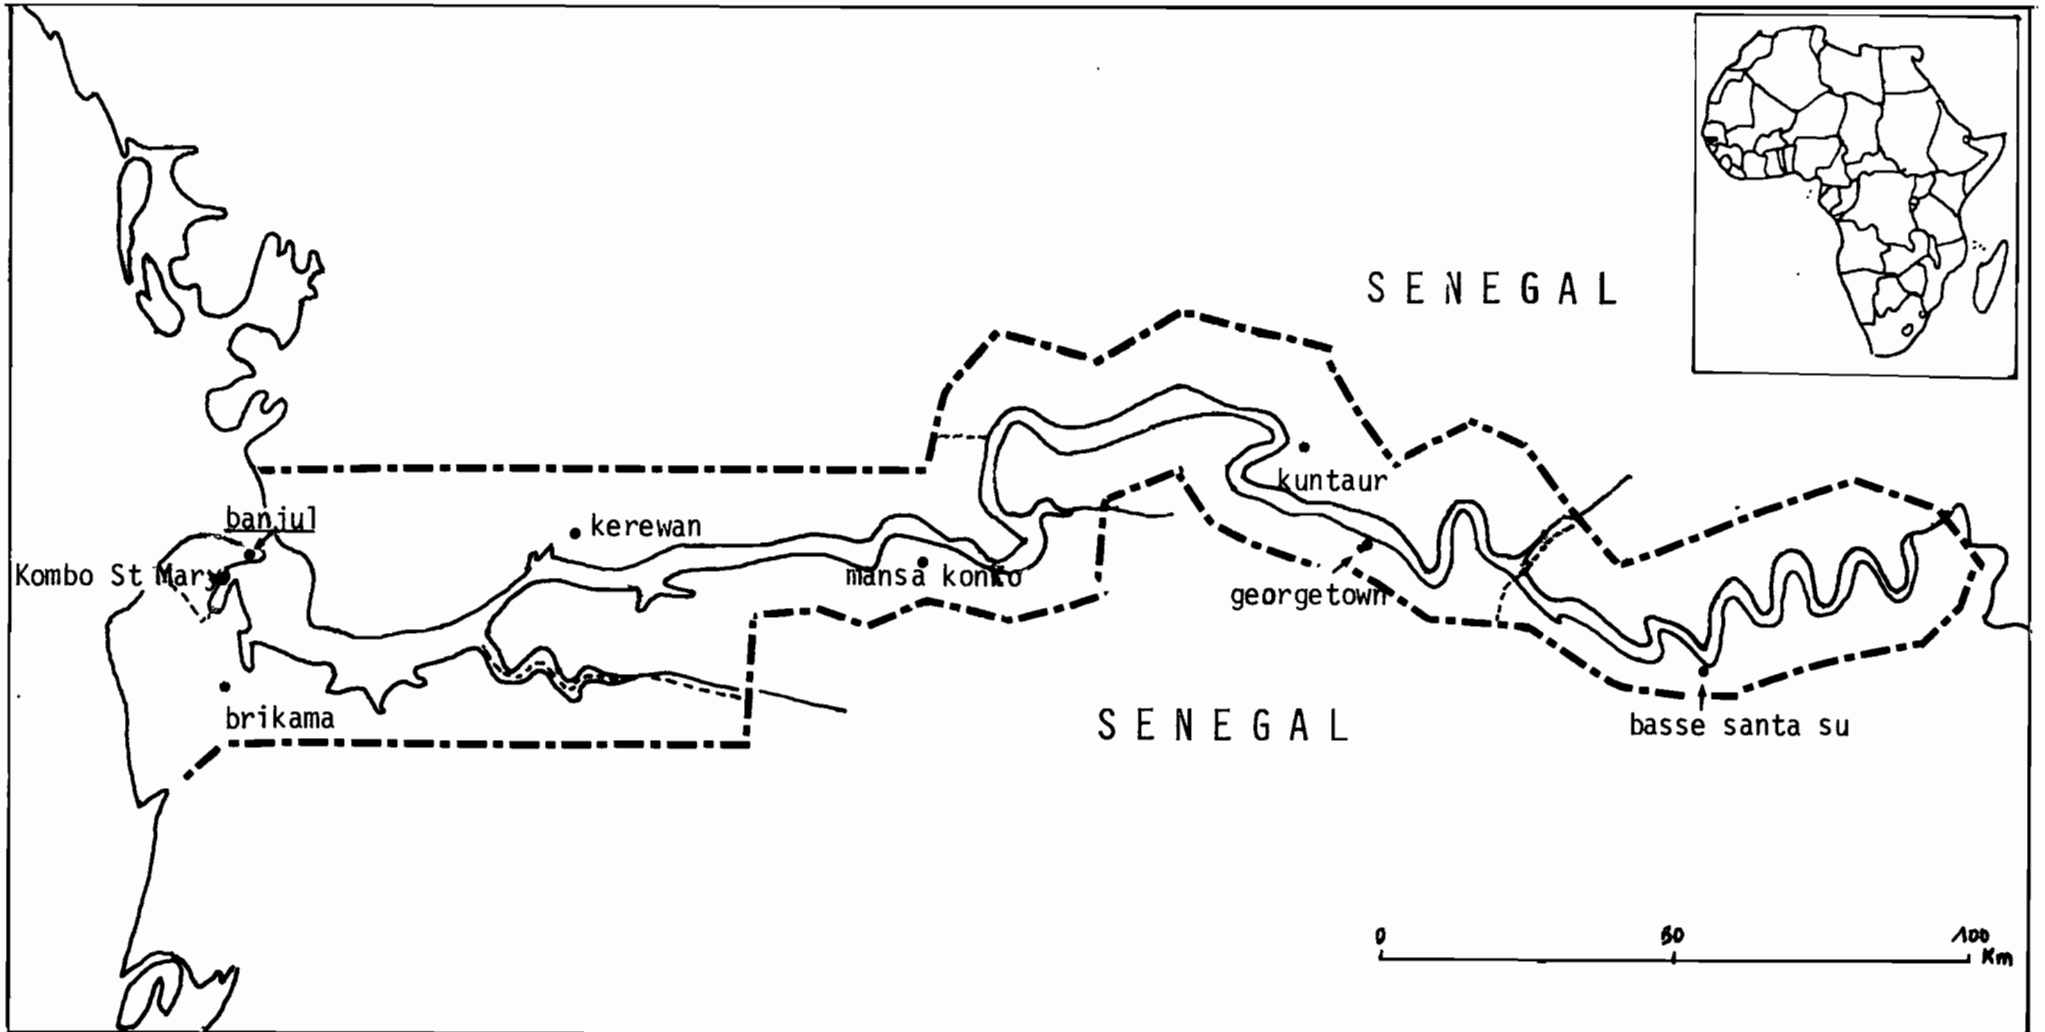 SENEGAL
kuntaur
banjul
kerewan
Kombo St Mary
mansa konko
georgetown
brikama
SENEGAL
basse santa su
0 50 100
Km